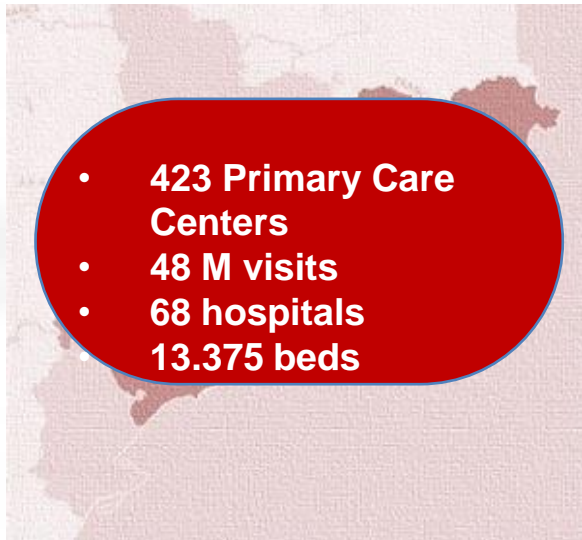 • 423 Primary Care
Centers
• 48 M visits
• 68 hospitals
• 13.375 beds